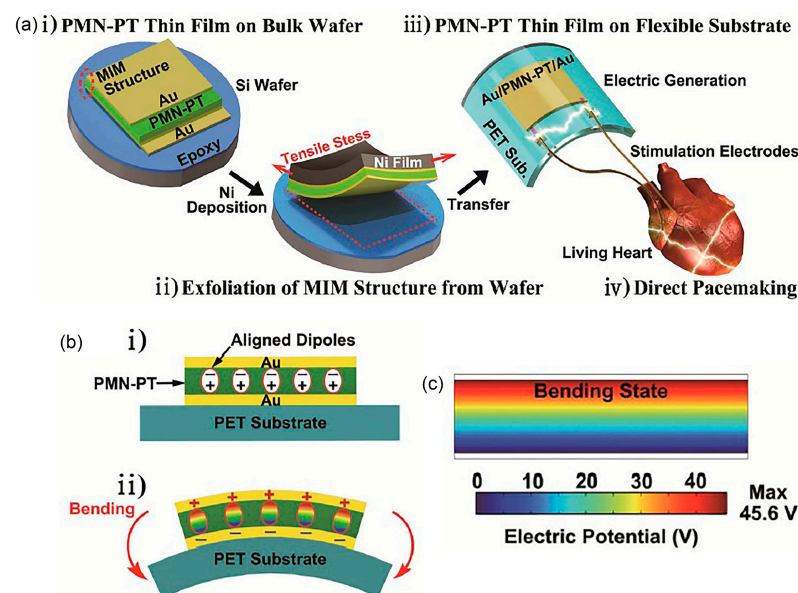 (a) i) PMN-PT Thin Film on Bulk Wafer
iii) PMN-PT Thin Film on Flexible Substrate
MIM
Structure
Au
PMN-PT
Au
Epoxy
Si Wafer
Ni
Deposition
Tensile Stess
Ni Film
Transfer
ii) Exfoliation of MIM Structure from Wafer
Au/PMN-PT/Au
PET Sub.
Electric Generation
Stimulation Electrodes
Living Heart
iv) Direct Pacemaking
(b)
i)
Aligned Dipoles
Au
PMN-PT
− − − − −
+ + + + +
Au
PET Substrate
ii)
Bending
+ + + + +
− − − − −
PET Substrate
(c)
Bending State
0 10 20 30 40
Max
45.6 V
Electric Potential (V)